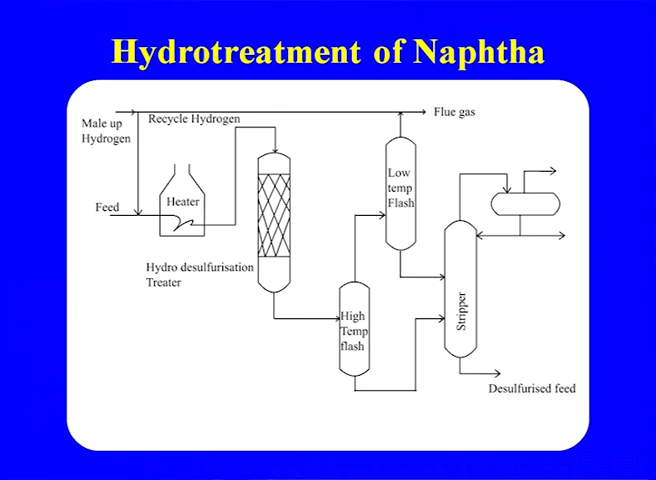 Hydrotreatment of Naphtha
Male up
Hydrogen
Recycle Hydrogen
Flue gas
Feed
Heater
Low
temp
Flash
Hydro desulfurisation
Treater
High
Temp
flash
Stripper
Desulfurised feed